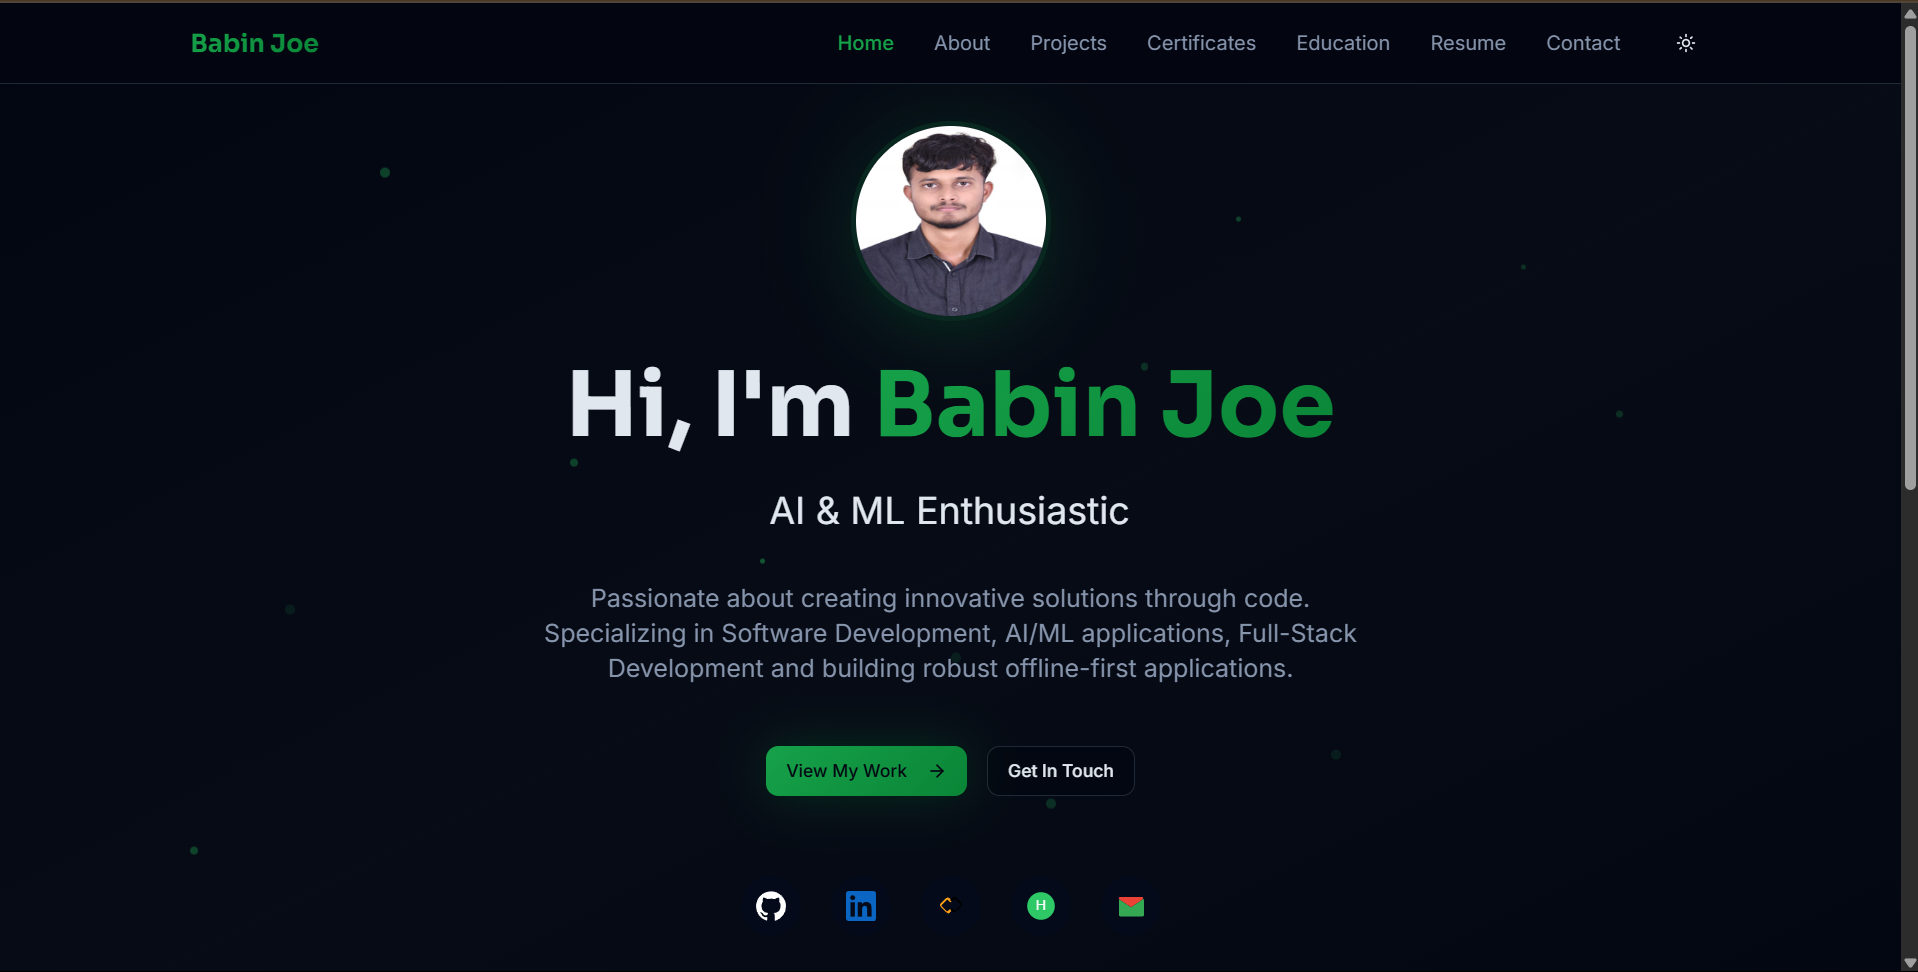 Babin Joe
Home About Projects Certificates Education Resume Contact
Hi, I'm Babin Joe
AI & ML Enthusiastic
Passionate about creating innovative solutions through code.
Specializing in Software Development, AI/ML applications, Full-Stack
Development and building robust offline-first applications.
View My Work
Get In Touch
in
H